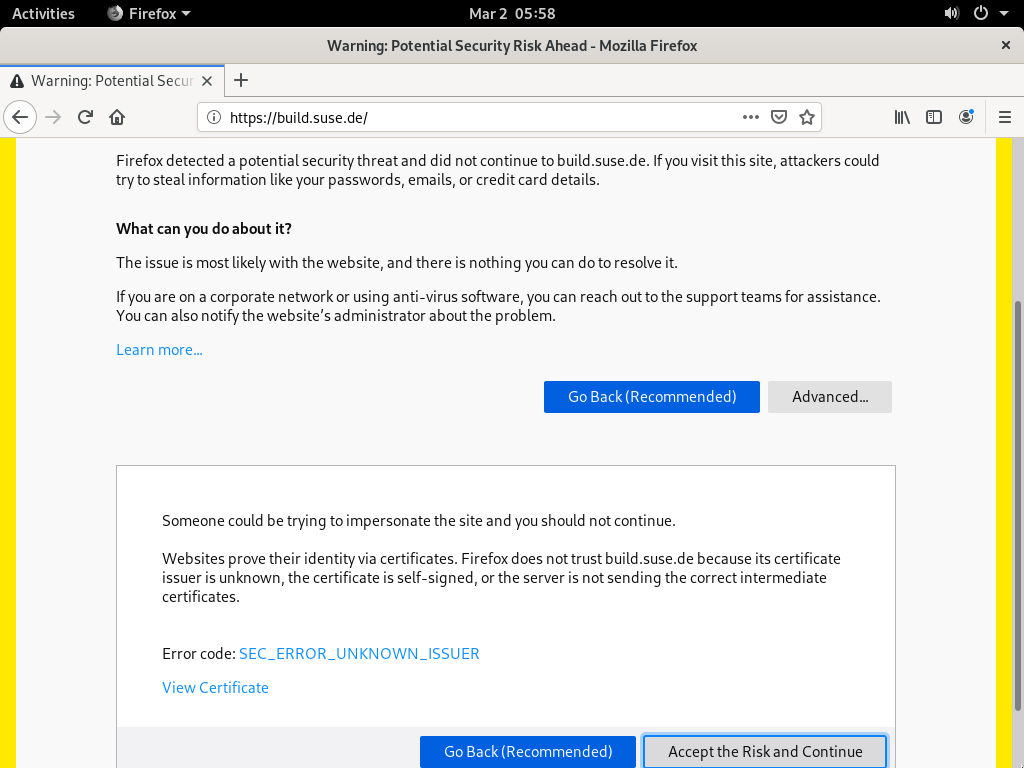 Activities Firefox Mar 2 05:58
Warning: Potential Security Risk Ahead - Mozilla Firefox
Warning: Potential Secur
https://build.suse.de/
Firefox detected a potential security threat and did not continue to build.suse.de. If you visit this site, attackers could
try to steal information like your passwords, emails, or credit card details.
What can you do about it?
The issue is most likely with the website, and there is nothing you can do to resolve it.
If you are on a corporate network or using anti-virus software, you can reach out to the support teams for assistance.
You can also notify the website’s administrator about the problem.
Learn more…
Go Back (Recommended) Advanced…
Someone could be trying to impersonate the site and you should not continue.
Websites prove their identity via certificates. Firefox does not trust build.suse.de because its certificate
issuer is unknown, the certificate is self-signed, or the server is not sending the correct intermediate
certificates.
Error code: SEC_ERROR_UNKNOWN_ISSUER
View Certificate
Go Back (Recommended) Accept the Risk and Continue